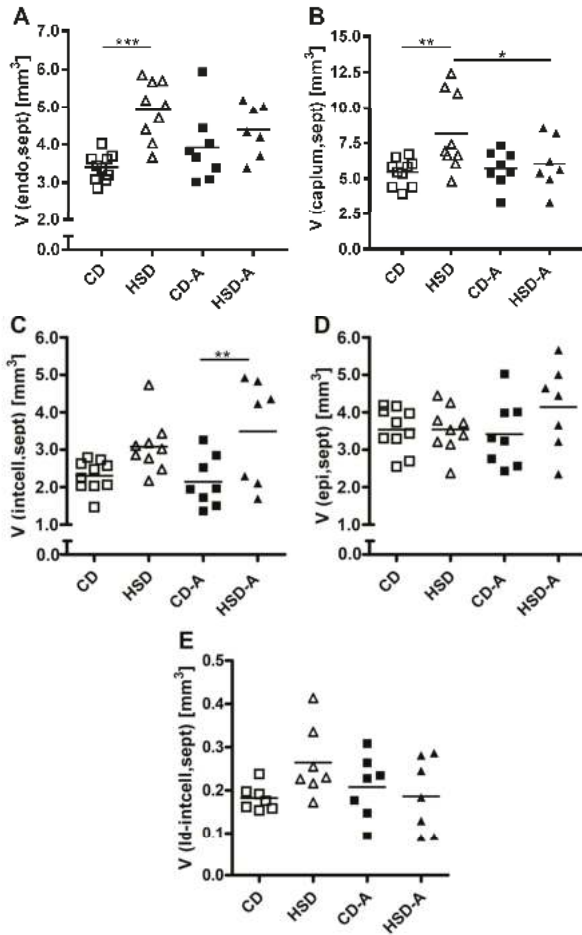 A
V (endo,sept) [mm³]
7.0
6.0
5.0
4.0
3.0
2.0
0.0
***
CD
HSD
CD-A
HSD-A
B
V (caplum,sept) [mm³]
15.0
12.5
10.0
7.5
5.0
2.5
0.0
**
*
CD
HSD
CD-A
HSD-A
C
V (intcell,sept) [mm³]
6.0
5.0
4.0
3.0
2.0
1.0
0.0
**
CD
HSD
CD-A
HSD-A
D
V (epi,sept) [mm³]
6.0
5.0
4.0
3.0
2.0
1.0
0.0
CD
HSD
CD-A
HSD-A
E
V (ld-intcell,sept) [mm³]
0.5
0.4
0.3
0.2
0.1
0.0
CD
HSD
CD-A
HSD-A